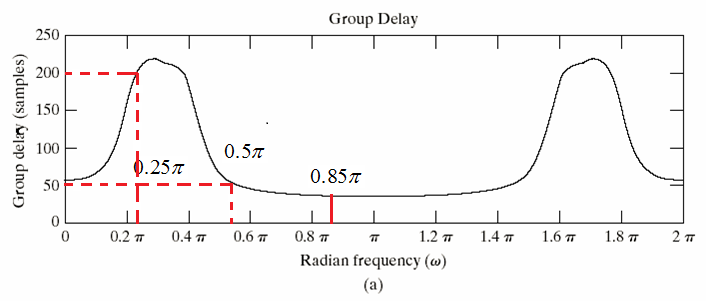 Group Delay
250
200
150
100
50
0
Group delay (samples)
0.25π
0.5π
0.85π
0 0.2 π 0.4 π 0.6 π 0.8 π π 1.2 π 1.4 π 1.6 π 1.8 π 2 π
Radian frequency (ω)
(a)